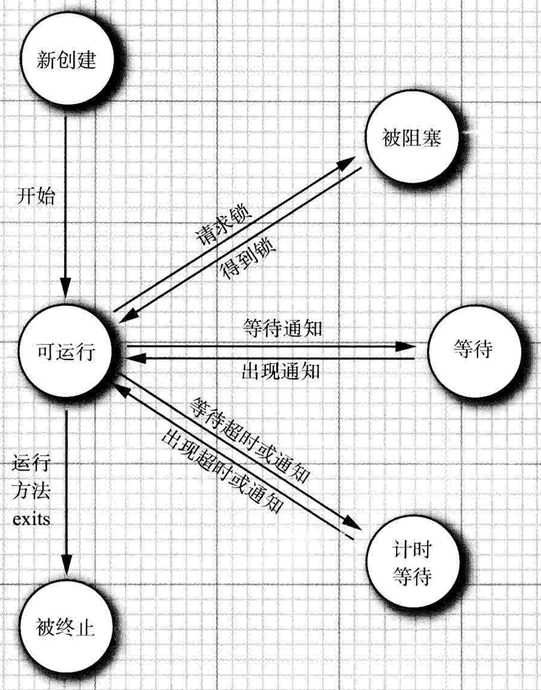 新创建
被阻塞
开始
请求锁
得到锁
可运行
等待通知
出现通知
等待
等待超时或通知
出现超时或通知
运行
方法
exits
计时
等待
被终止